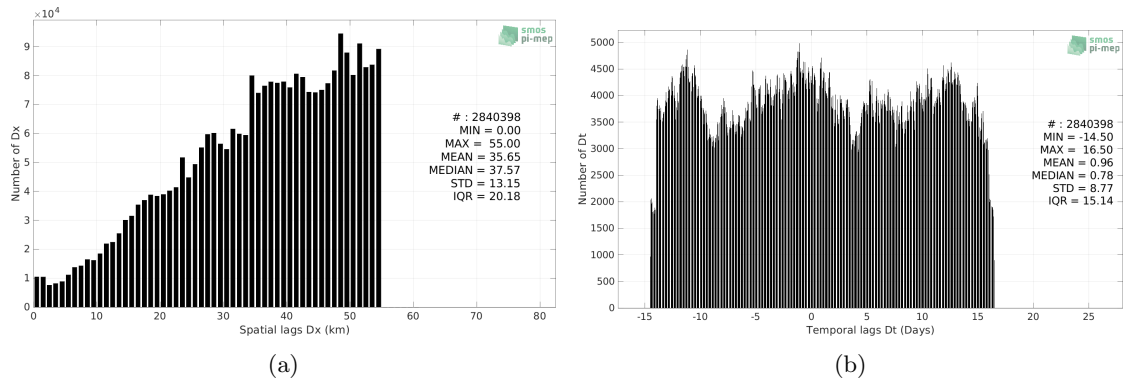 ×10⁴
9
8
7
6
5
4
3
2
1
0
Number of Dx
0 10 20 30 40 50 60 70 80
Spatial lags Dx (km)
smos
pi-mep
# : 2840398
MIN = 0.00
MAX = 55.00
MEAN = 35.65
MEDIAN = 37.57
STD = 13.15
IQR = 20.18
(a)
5000
4500
4000
3500
3000
2500
2000
1500
1000
500
0
Number of Dt
-15 -10 -5 0 5 10 15 20 25
Temporal lags Dt (Days)
smos
pi-mep
# : 2840398
MIN = -14.50
MAX = 16.50
MEAN = 0.96
MEDIAN = 0.78
STD = 8.77
IQR = 15.14
(b)